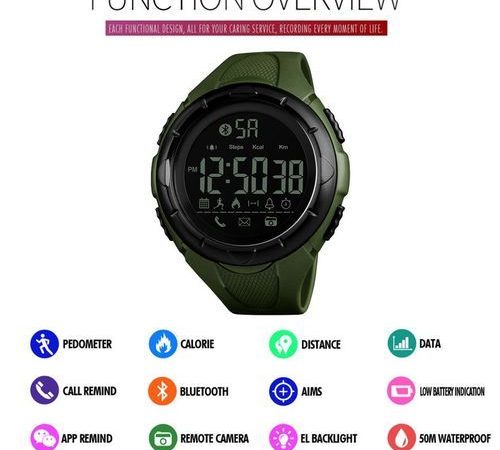 FUNCTION OVERVIEW
EACH FUNCTIONAL DESIGN, ALL FOR YOUR CARING SERVICE, RECORDING EVERY MOMENT OF LIFE.
SA
Steps Kcal Km
PM 12:50 38
PEDOMETER CALORIE DISTANCE DATA
CALL REMIND BLUETOOTH AIMS LOW BATTERY INDICATION
APP REMIND REMOTE CAMERA EL BACKLIGHT 50M WATERPROOF